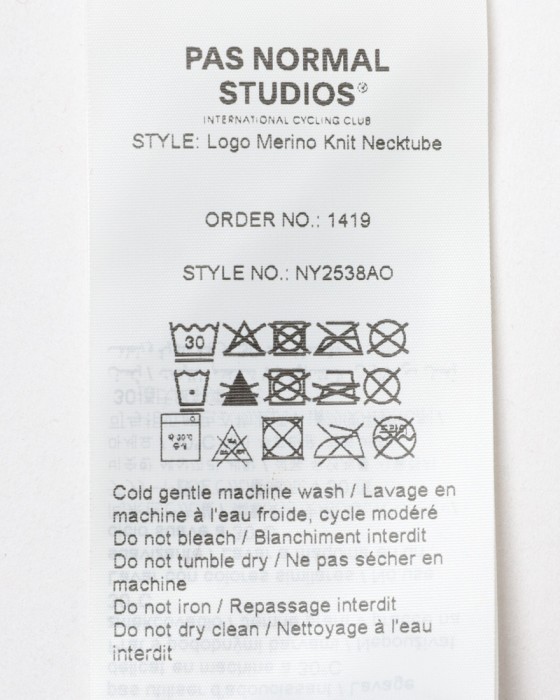 PAS NORMAL
STUDIOS
INTERNATIONAL CYCLING CLUB
STYLE: Logo Merino Knit Necktube
ORDER NO.: 1419
STYLE NO.: NY2538AO
30
Cold gentle machine wash / Lavage en
machine à l'eau froide, cycle modéré
Do not bleach / Blanchiment interdit
Do not tumble dry / Ne pas sécher en
machine
Do not iron / Repassage interdit
Do not dry clean / Nettoyage à l'eau
interdit